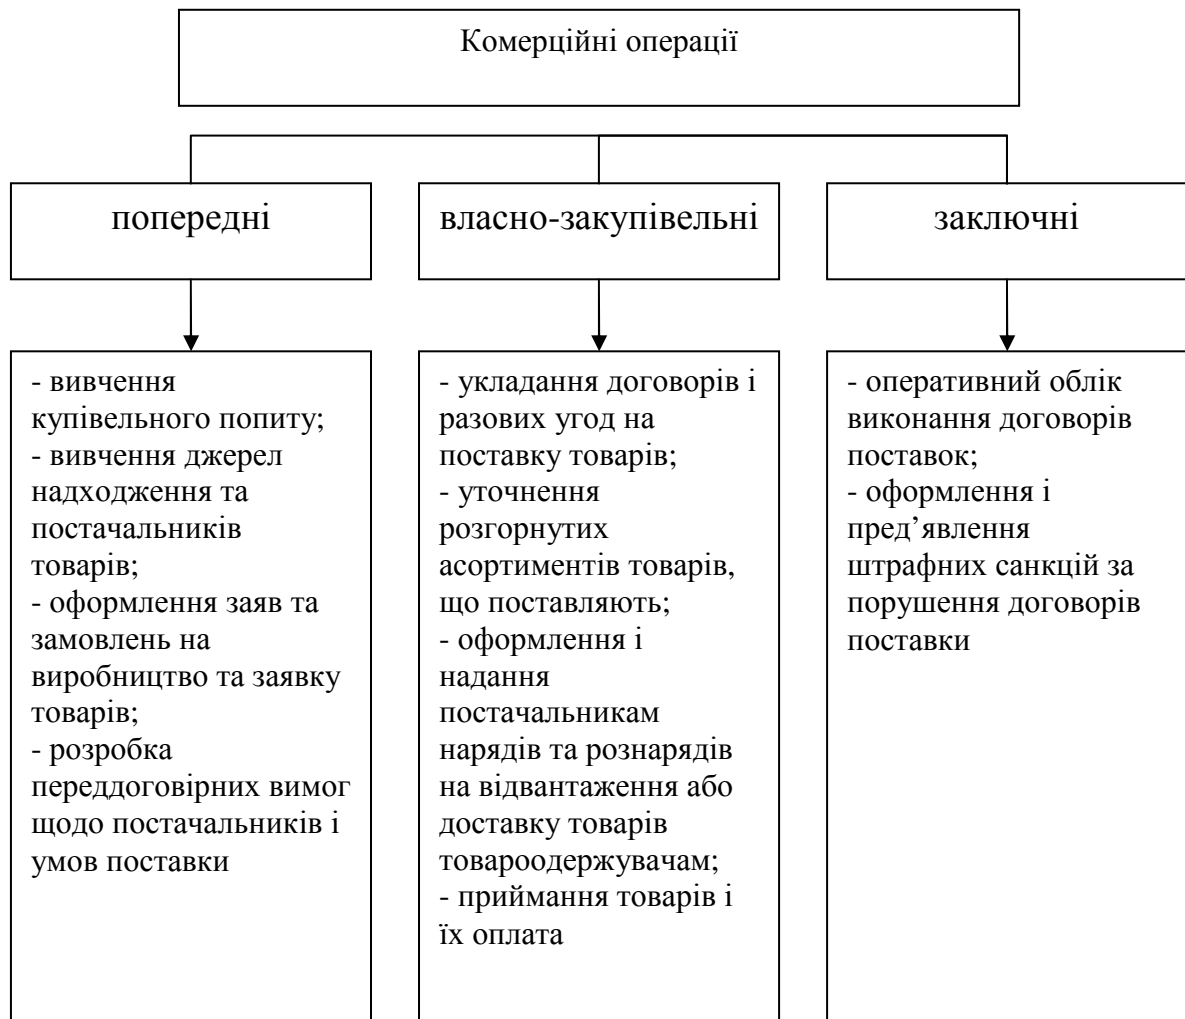 Комерційні операції
попередні
власно-закупівельні
заключні
- вивчення
купівельного попиту;
- вивчення джерел
надходження та
постачальників
товарів;
- оформлення заяв та
замовлень на
виробництво та заявку
товарів;
- розробка
переддоговірних вимог
щодо постачальників і
умов поставки
- укладання договорів і
разових угод на
поставку товарів;
- уточнення
розгорнутих
асортиментів товарів,
що поставляють;
- оформлення і
надання
постачальникам
нарядів та рознарядів
на відвантаження або
доставку товарів
товароодержувачам;
- приймання товарів і
їх оплата
- оперативний облік
виконання договорів
поставок;
- оформлення і
пред’явлення
штрафних санкцій за
порушення договорів
поставки